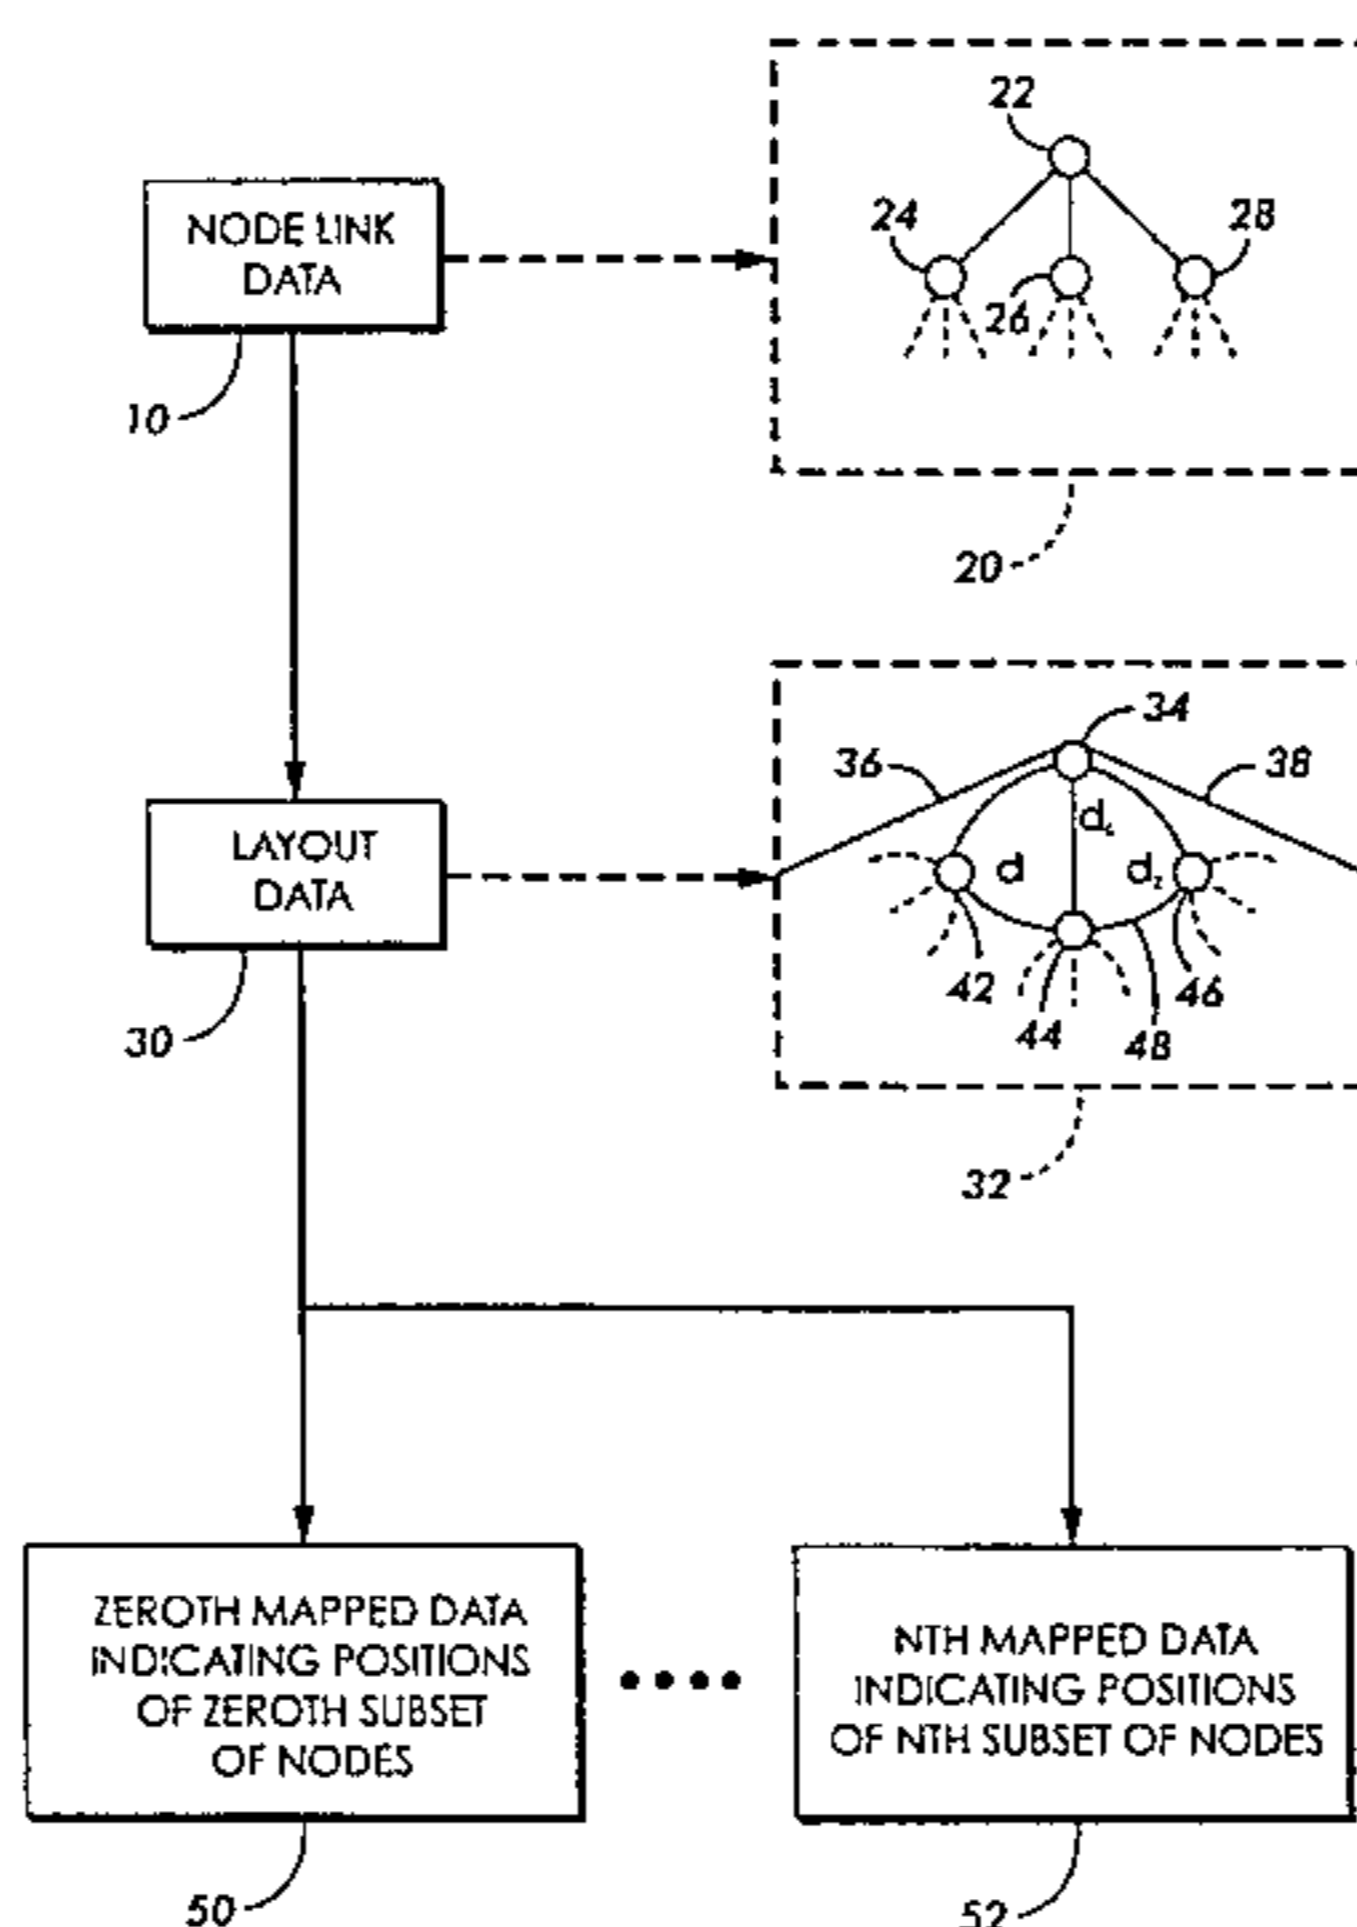 22
NODE LINK
DATA
24
28
26
10
20
34
36
38
LAYOUT
DATA
d
d
42
46
44
48
30
32
ZEROTH MAPPED DATA
INDICATING POSITIONS
OF ZEROTH SUBSET
OF NODES
NTH MAPPED DATA
INDICATING POSITIONS
OF NTH SUBSET OF NODES
50
52